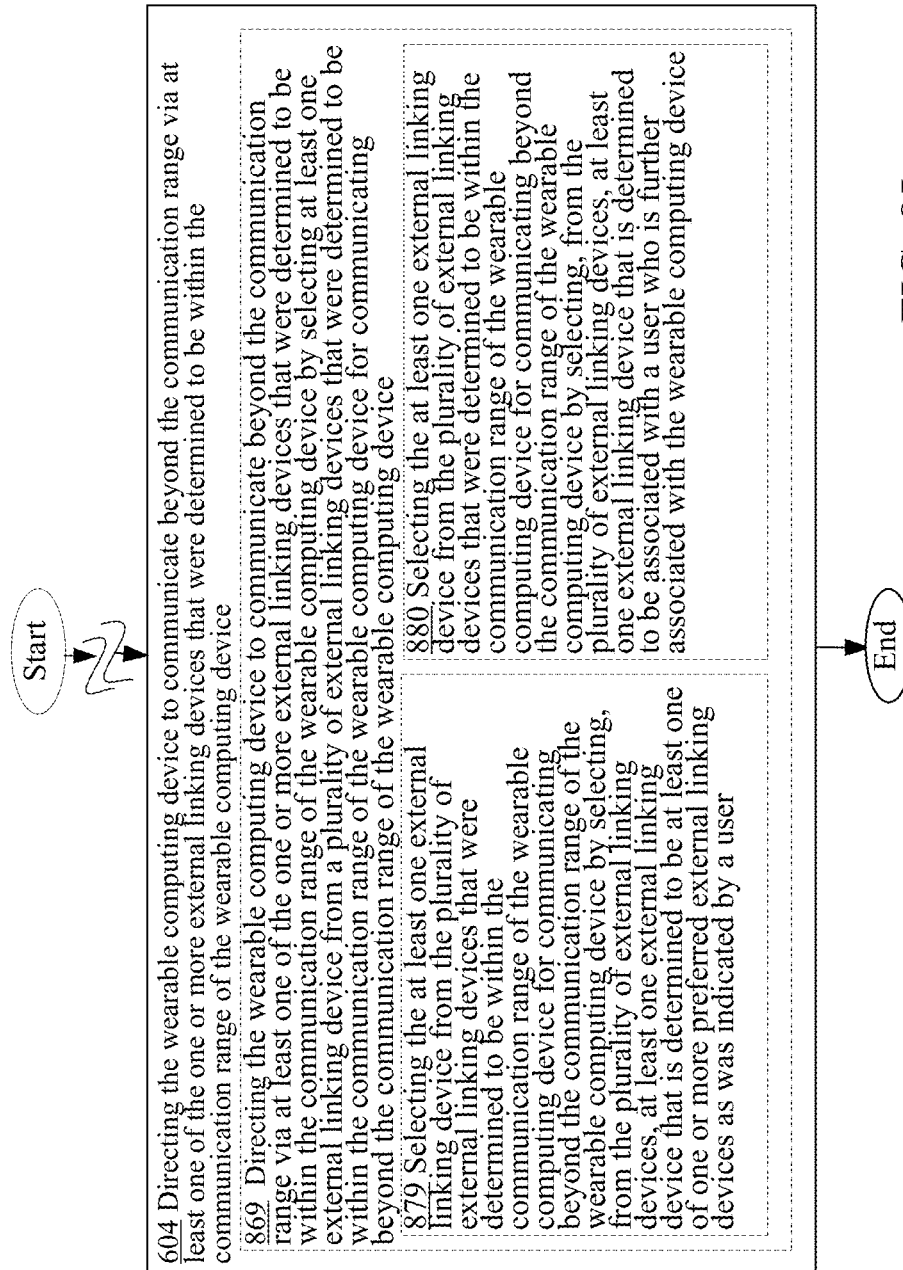 Start
604 Directing the wearable computing device to communicate beyond the communication range via at
least one of the one or more external linking devices that were determined to be within the
communication range of the wearable computing device
869 Directing the wearable computing device to communicate beyond the communication
range via at least one of the one or more external linking devices that were determined to be
within the communication range of the wearable computing device by selecting at least one
external linking device from a plurality of external linking devices that were determined to be
within the communication range of the wearable computing device for communicating
beyond the communication range of the wearable computing device
879 Selecting the at least one external
linking device from the plurality of
external linking devices that were
determined to be within the
communication range of the wearable
computing device for communicating
beyond the communication range of the
wearable computing device by selecting,
from the plurality of external linking
devices, at least one external linking
device that is determined to be at least one
of one or more preferred external linking
devices as was indicated by a user
880 Selecting the at least one external linking
device from the plurality of external linking
devices that were determined to be within the
communication range of the wearable
computing device for communicating beyond
the communication range of the wearable
computing device by selecting, from the
plurality of external linking devices, at least
one external linking device that is determined
to be associated with a user who is further
associated with the wearable computing device
End